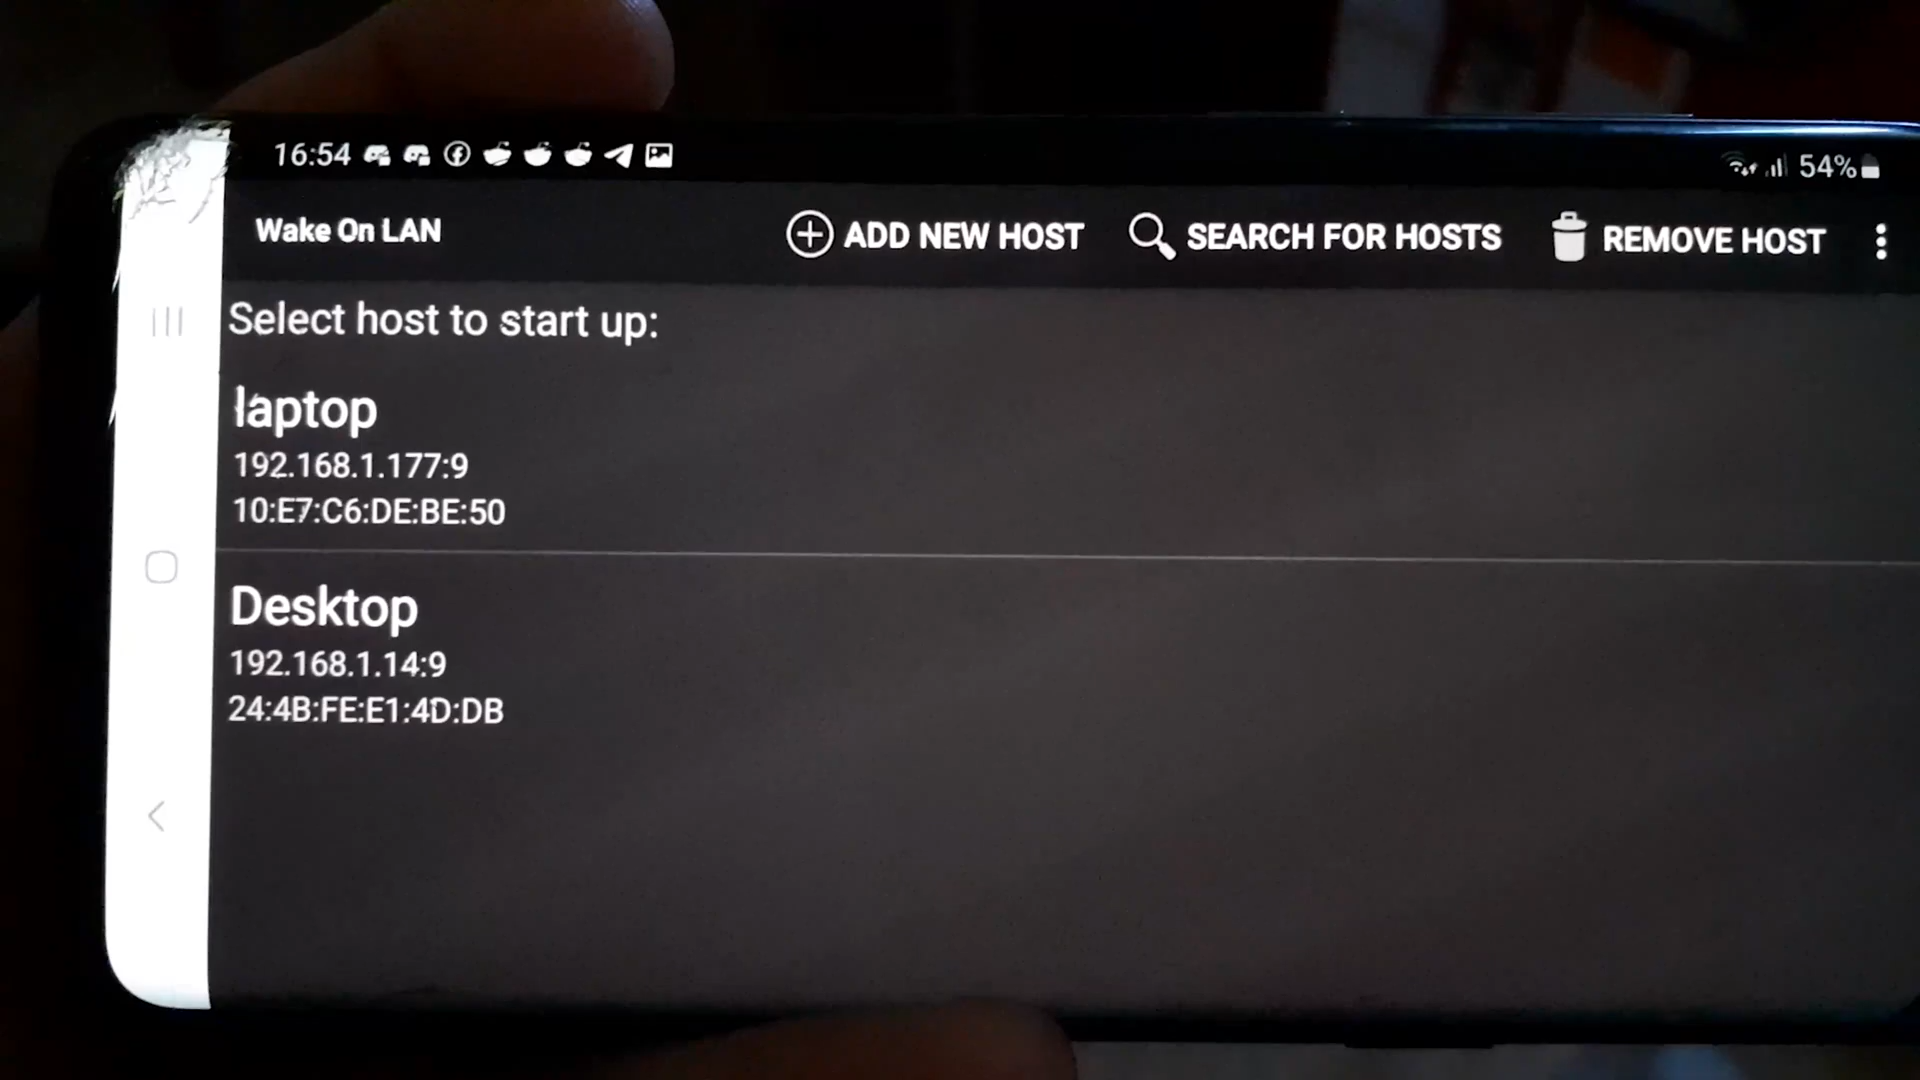 16:54
54%
Wake On LAN
ADD NEW HOST
SEARCH FOR HOSTS
REMOVE HOST
Select host to start up:
laptop
192.168.1.177:9
10:E7:C6:DE:BE:50
Desktop
192.168.1.14:9
24:4B:FE:E1:4D:DB